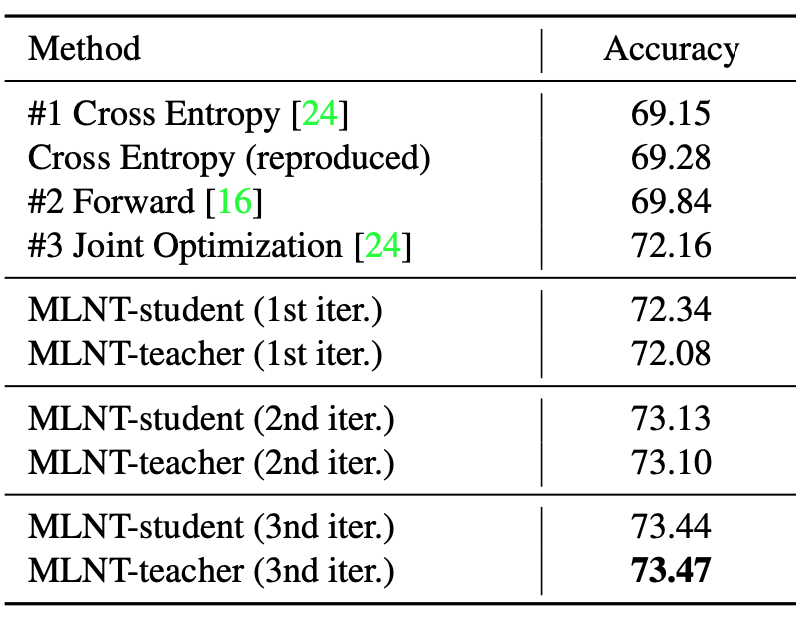 Method Accuracy
#1 Cross Entropy [24] 69.15
Cross Entropy (reproduced) 69.28
#2 Forward [16] 69.84
#3 Joint Optimization [24] 72.16
MLNT-student (1st iter.) 72.34
MLNT-teacher (1st iter.) 72.08
MLNT-student (2nd iter.) 73.13
MLNT-teacher (2nd iter.) 73.10
MLNT-student (3nd iter.) 73.44
MLNT-teacher (3nd iter.) 73.47